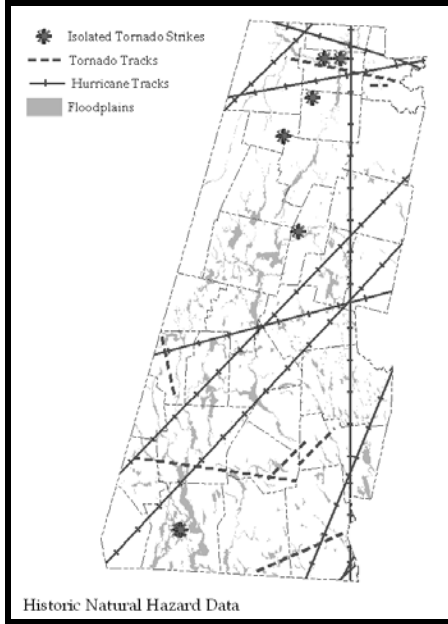 Isolated Tornado Strikes
Tornado Tracks
Hurricane Tracks
Floodplains
Historic Natural Hazard Data